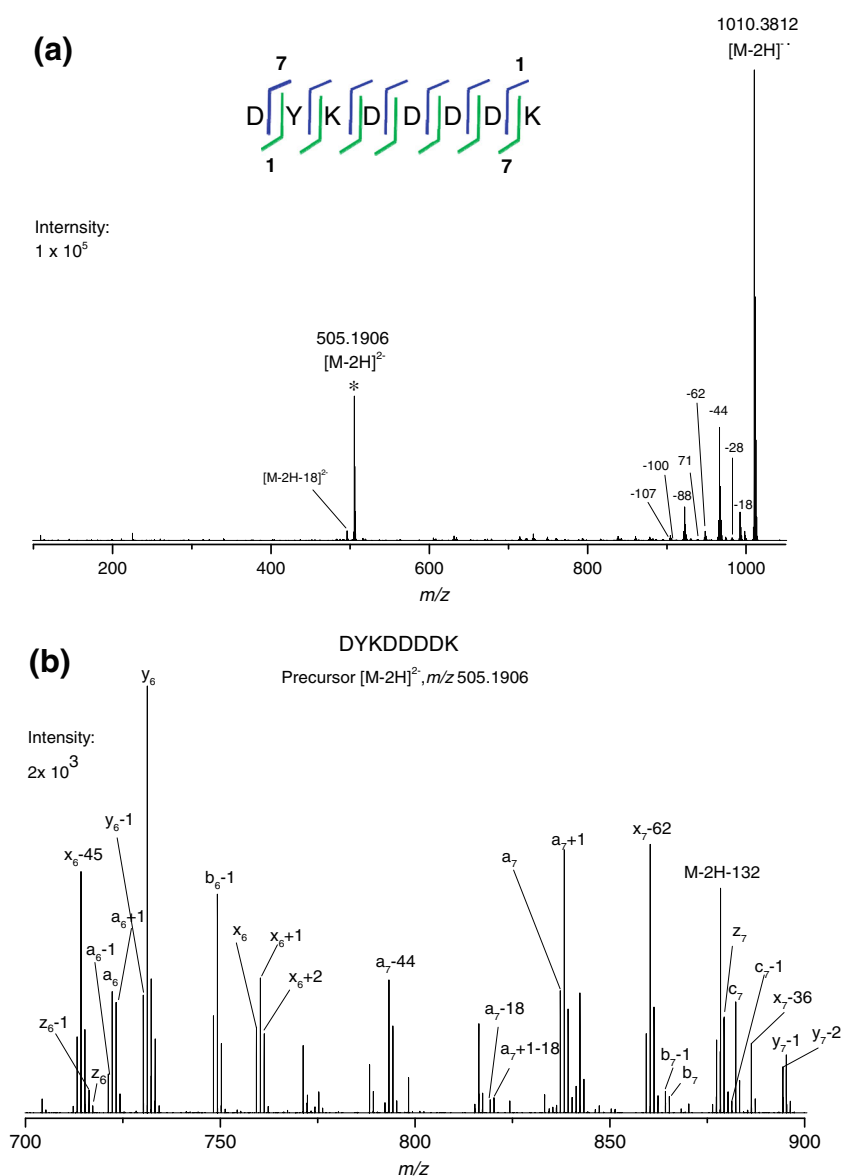 (a)
7 1
D Y K D D D D K
1 7
1010.3812
[M-2H]⁻·
Internsity:
1 x 10⁵
505.1906
[M-2H]²⁻
*
[M-2H-18]²⁻
-107
-100
-88
71
-62
-44
-28
-18
200 400 600 800 1000
m/z
(b)
DYKDDDDK
Precursor [M-2H]²⁻, m/z 505.1906
Intensity:
2x 10³
y₆
y₆-1
x₆-45
a₆+1
a₆-1
a₆
z₆-1
z₆
b₆-1
x₆
x₆+1
x₆+2
a₇-44
a₇
a₇+1
a₇-18
a₇+1-18
x₇-62
M-2H-132
z₇
c₇-1
c₇
x₇-36
b₇-1
b₇
y₇-1
y₇-2
700 750 800 850 900
m/z